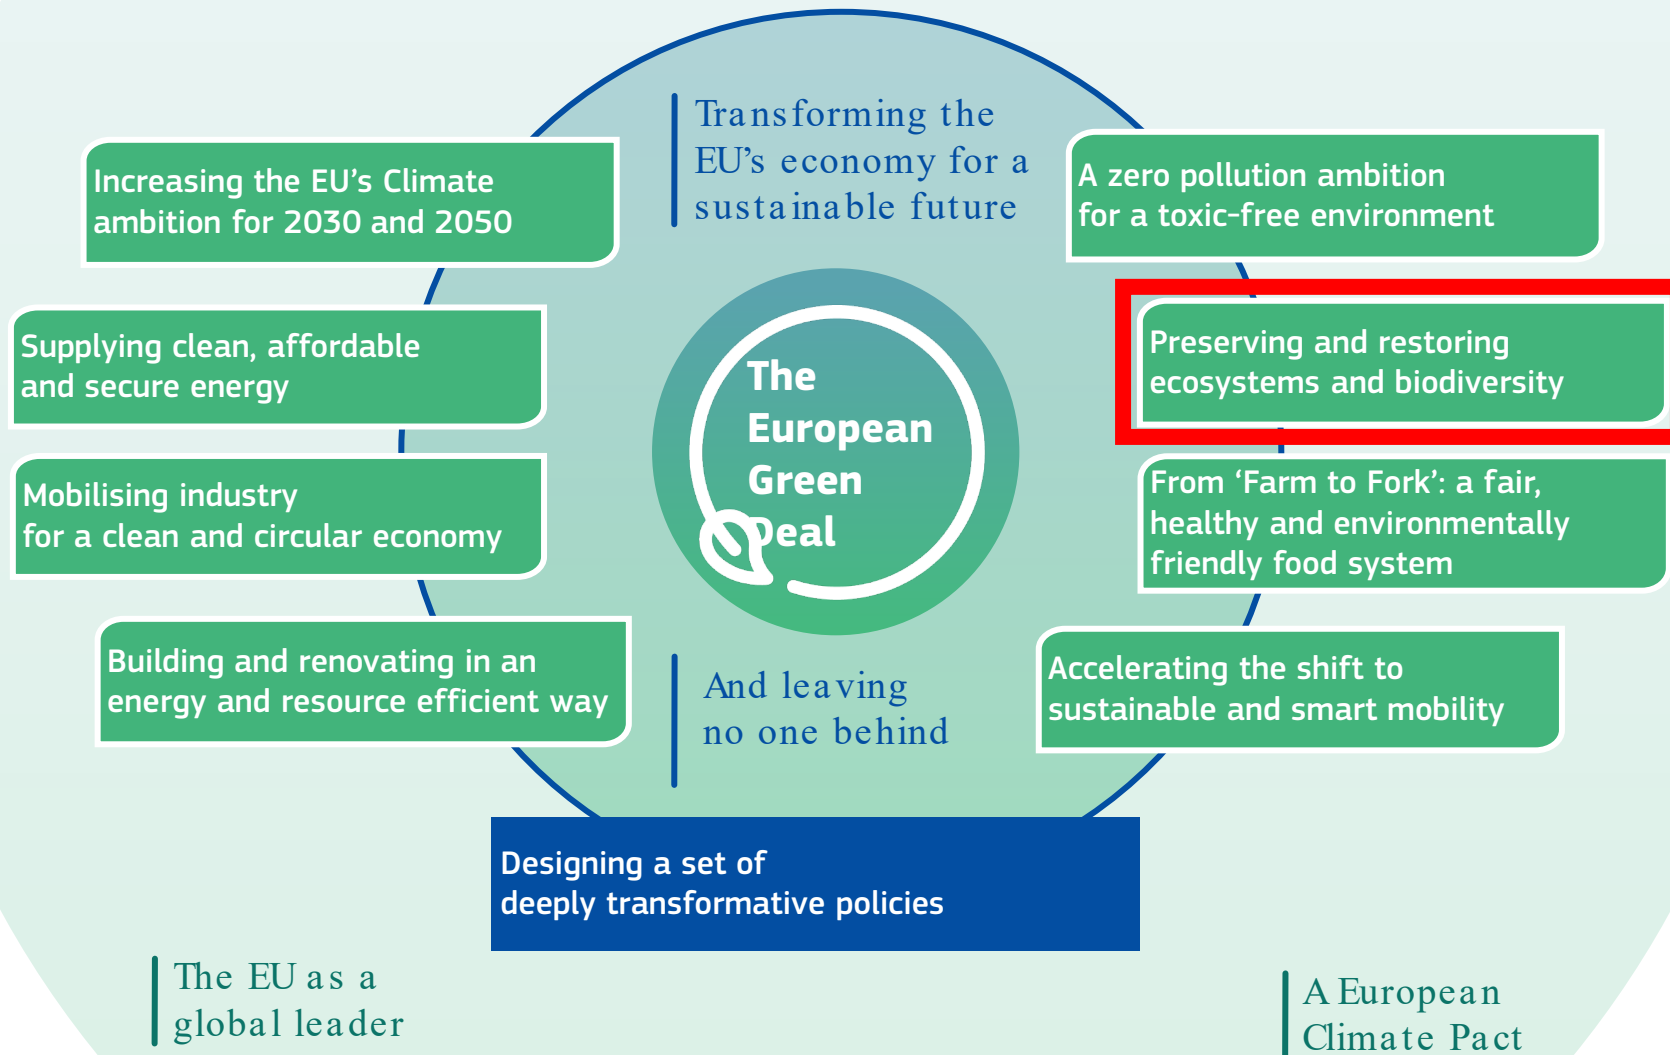 Transforming the
EU's economy for a
sustainable future
Increasing the EU's Climate
ambition for 2030 and 2050
Supplying clean, affordable
and secure energy
Mobilising industry
for a clean and circular economy
Building and renovating in an
energy and resource efficient way
The
European
Green
Deal
A zero pollution ambition
for a toxic-free environment
Preserving and restoring
ecosystems and biodiversity
From ‘Farm to Fork’: a fair,
healthy and environmentally
friendly food system
Accelerating the shift to
sustainable and smart mobility
And leaving
no one behind
Designing a set of
deeply transformative policies
The EU as a
global leader
A European
Climate Pact